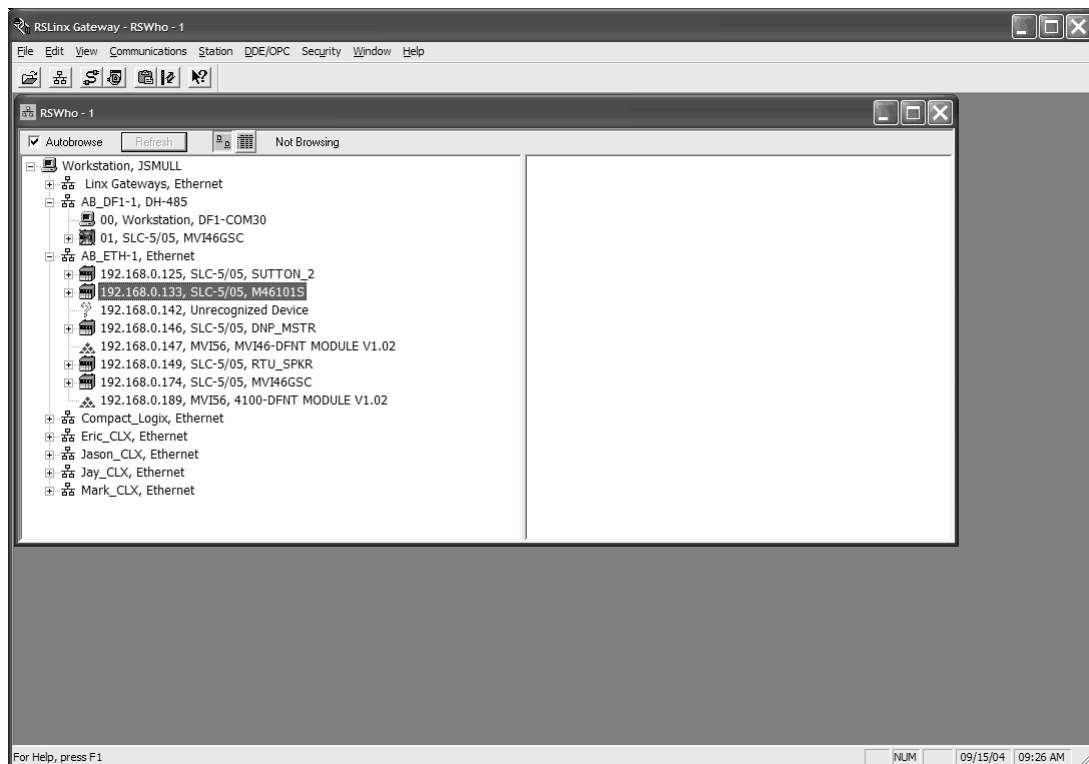 RSLinx Gateway - RSWho - 1
File Edit View Communications Station DDE/OPC Security Window Help
RSWho - 1
Autobrowse Refresh Not Browsing
Workstation, JSMULL
Linx Gateways, Ethernet
AB_DF1-1, DH-485
00, Workstation, DF1-COM30
01, SLC-5/05, MVI46GSC
AB_ETH-1, Ethernet
192.168.0.125, SLC-5/05, SUTTON_2
192.168.0.133, SLC-5/05, M46101S
192.168.0.142, Unrecognized Device
192.168.0.146, SLC-5/05, DNP_MSTR
192.168.0.147, MVI56, MVI46-DFNT MODULE V1.02
192.168.0.149, SLC-5/05, RTU_SPKR
192.168.0.174, SLC-5/05, MVI46GSC
192.168.0.189, MVI56, 4100-DFNT MODULE V1.02
Compact_Logix, Ethernet
Eric_CLX, Ethernet
Jason_CLX, Ethernet
Jay_CLX, Ethernet
Mark_CLX, Ethernet
For Help, press F1 NUM 09/15/04 09:26 AM